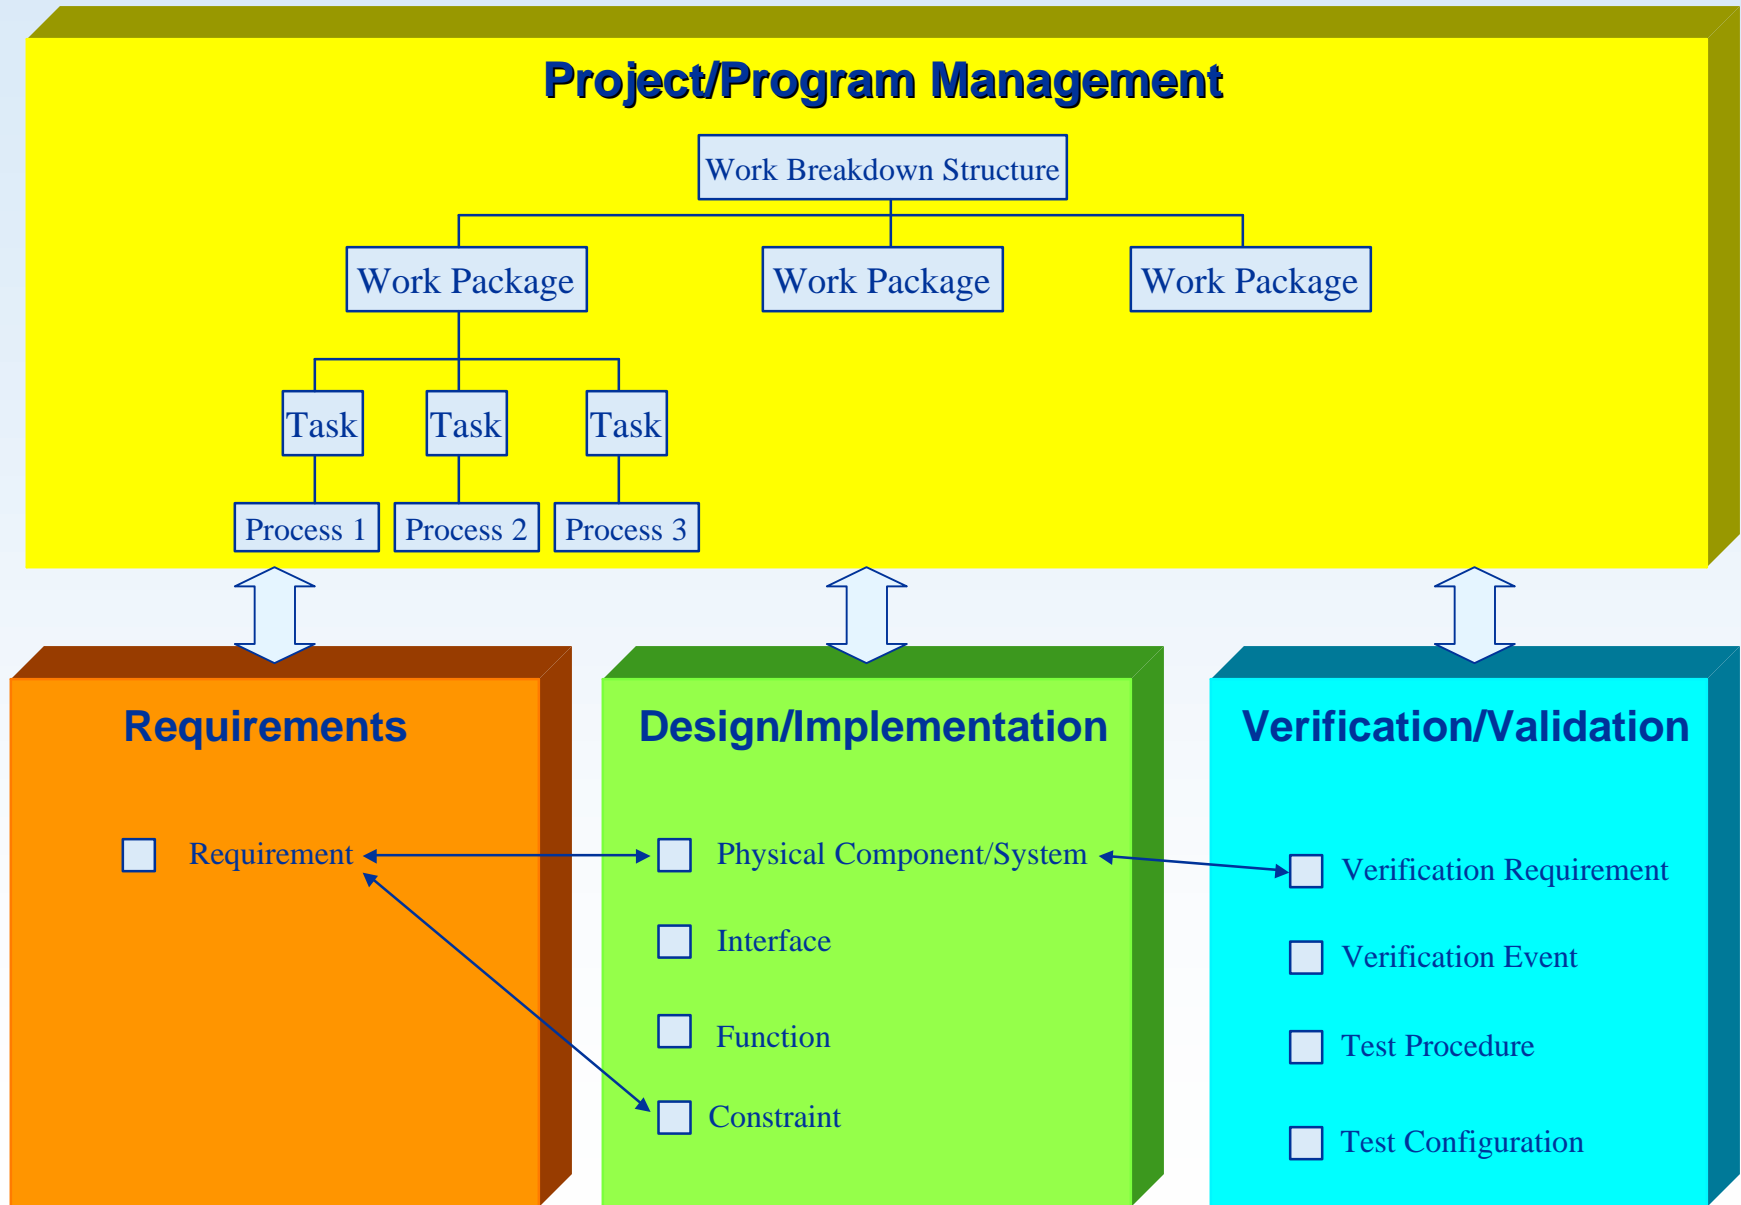 Project/Program Management
Work Breakdown Structure
Work Package
Work Package
Work Package
Task
Task
Task
Process 1
Process 2
Process 3
Requirements
Requirement
Design/Implementation
Physical Component/System
Interface
Function
Constraint
Verification/Validation
Verification Requirement
Verification Event
Test Procedure
Test Configuration